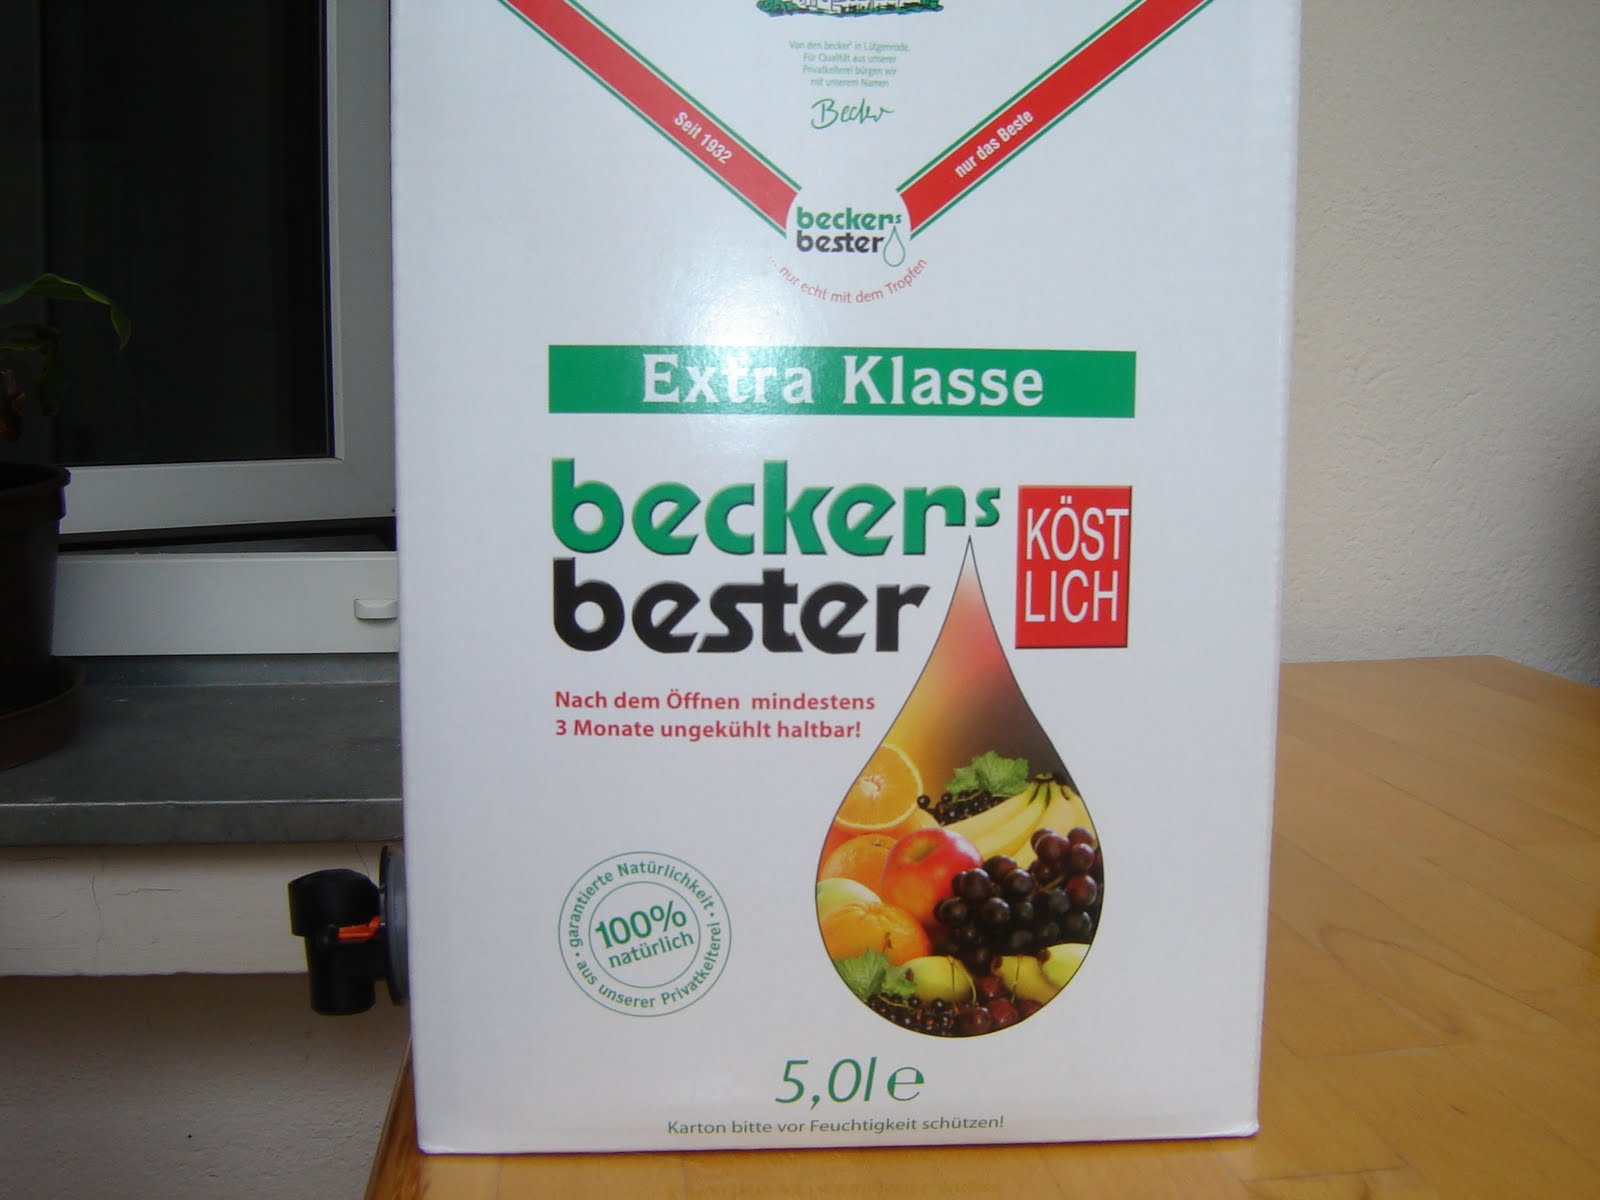 Von den becker' in Lütgenrode.
Für Qualität aus unserer
Privatkelterei bürgen wir
mit unserem Namen
Becker
Seit 1932
nur das Beste
beckers
bester
... nur echt mit dem Tropfen
Extra Klasse
beckers
bester
KÖST
LICH
Nach dem Öffnen mindestens
3 Monate ungekühlt haltbar!
· garantierte Natürlichkeit ·
100%
natürlich
aus unserer Privatkelterei
5,0l e
Karton bitte vor Feuchtigkeit schützen!